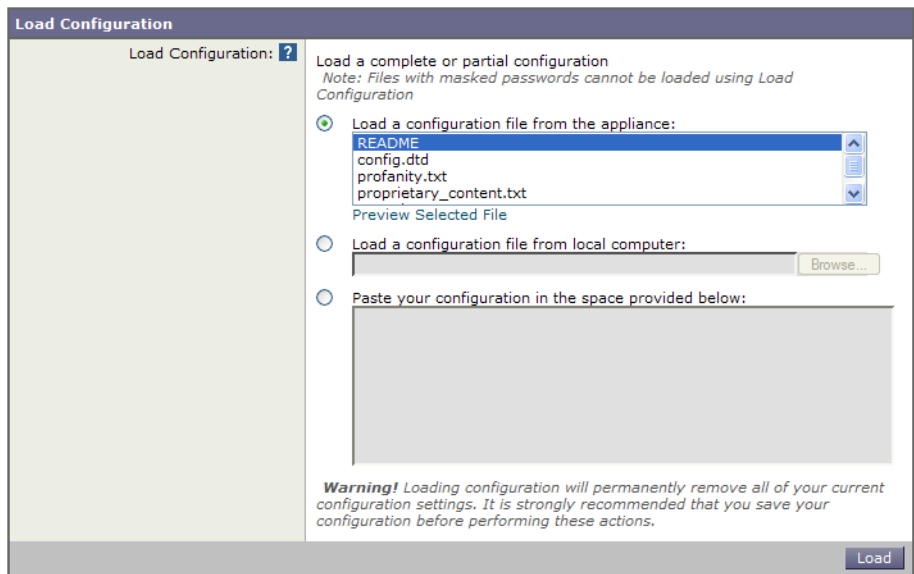 Load Configuration
Load Configuration: ?
Load a complete or partial configuration
Note: Files with masked passwords cannot be loaded using Load
Configuration
Load a configuration file from the appliance:
README
config.dtd
profanity.txt
proprietary_content.txt
Preview Selected File
Load a configuration file from local computer:
Browse...
Paste your configuration in the space provided below:
Warning! Loading configuration will permanently remove all of your current
configuration settings. It is strongly recommended that you save your
configuration before performing these actions.
Load